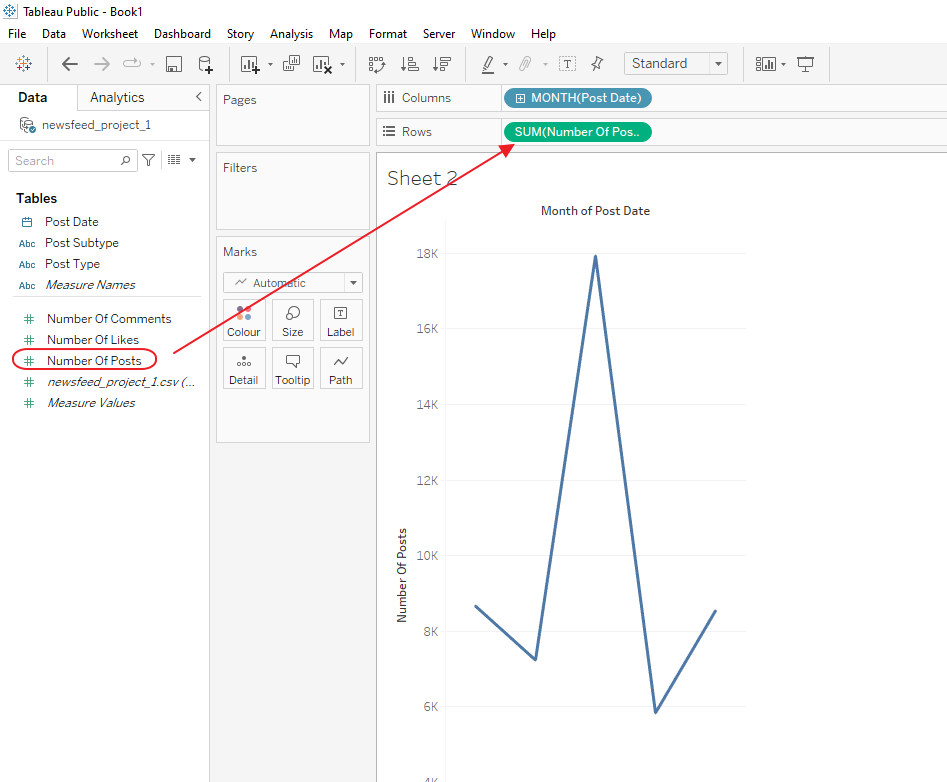 Tableau Public - Book1
File Data Worksheet Dashboard Story Analysis Map Format Server Window Help
Standard
Data Analytics
newsfeed_project_1
Search
Tables
Post Date
Abc Post Subtype
Abc Post Type
Abc Measure Names
Number Of Comments
Number Of Likes
Number Of Posts
newsfeed_project_1.csv (...
Measure Values
Pages
Filters
Marks
Automatic
Colour Size Label
Detail Tooltip Path
Columns MONTH(Post Date)
Rows SUM(Number Of Pos..
Sheet 2
Month of Post Date
18K
16K
14K
12K
10K
8K
6K
4K
Number Of Posts